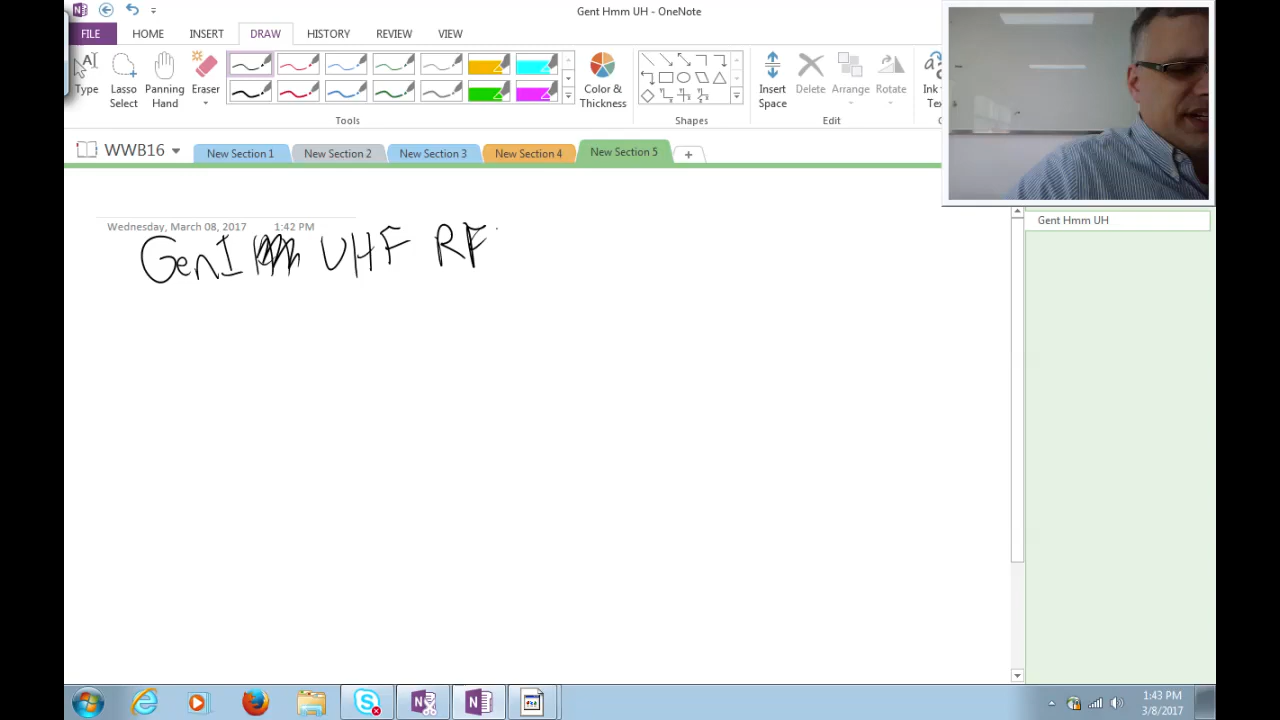 Gent Hmm UH - OneNote
FILE HOME INSERT DRAW HISTORY REVIEW VIEW
Type
Lasso Select
Panning Hand
Eraser
Color & Thickness
Insert Space
Delete
Arrange
Rotate
Ink to Tex
Tools
Shapes
Edit
C
WWB16 New Section 1 New Section 2 New Section 3 New Section 4 New Section 5
Wednesday, March 08, 2017 1:42 PM
Gent Hmm UH
GenI UHF RF
1:43 PM
3/8/2017